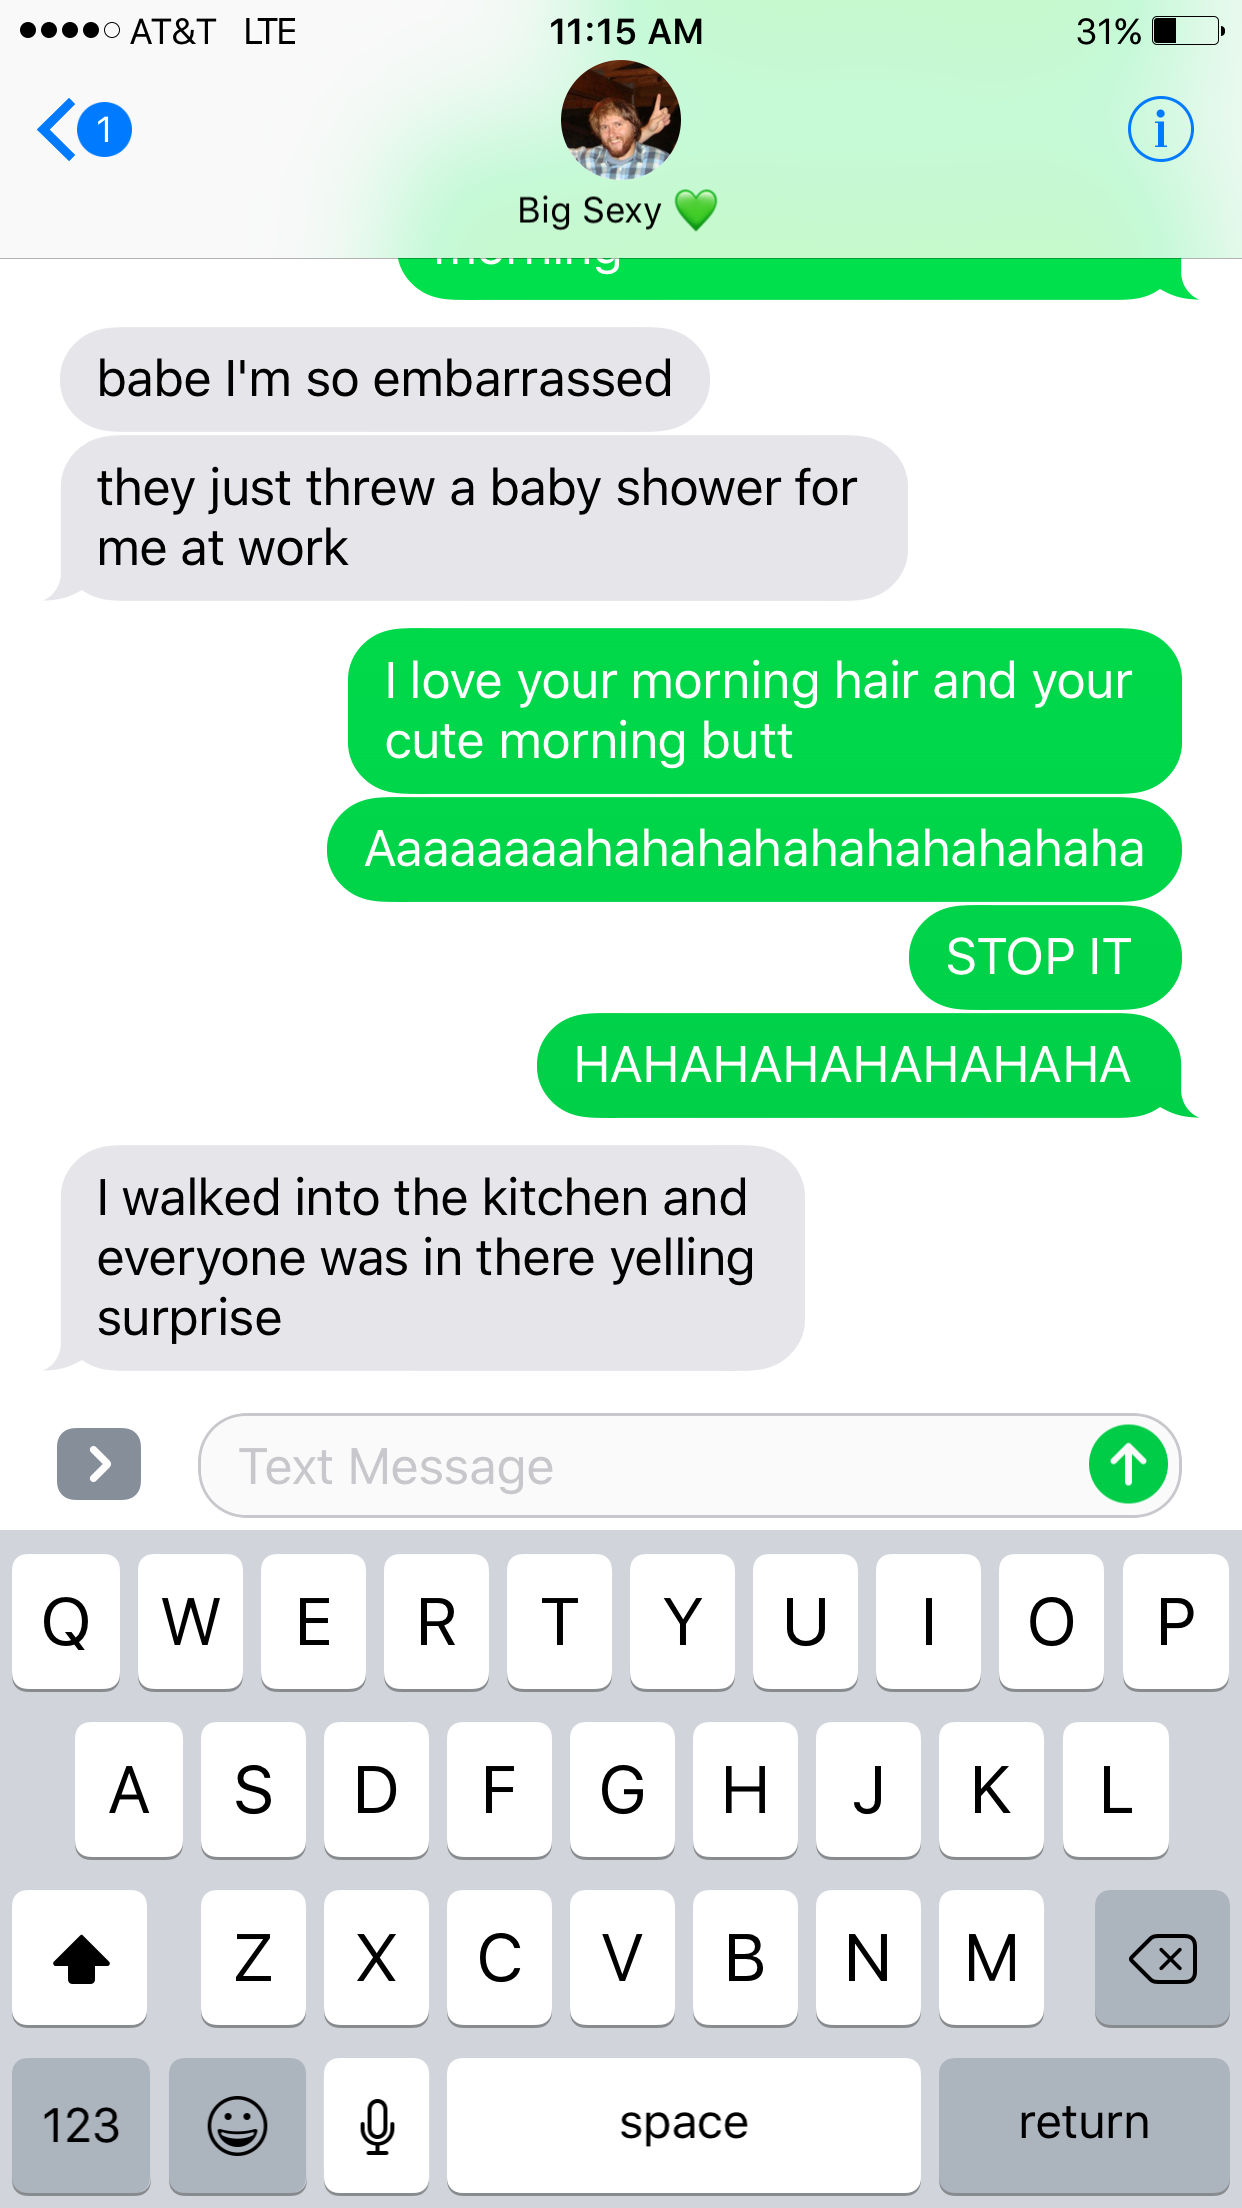 AT&T LTE 11:15 AM 31%
1
Big Sexy 💚
morning
babe I'm so embarrassed
they just threw a baby shower for
me at work
I love your morning hair and your
cute morning butt
Aaaaaaaahahahahahahahahahaha
STOP IT
HAHAHAHAHAHAHAHA
I walked into the kitchen and
everyone was in there yelling
surprise
Text Message
Q W E R T Y U I O P
A S D F G H J K L
Z X C V B N M
123 space return